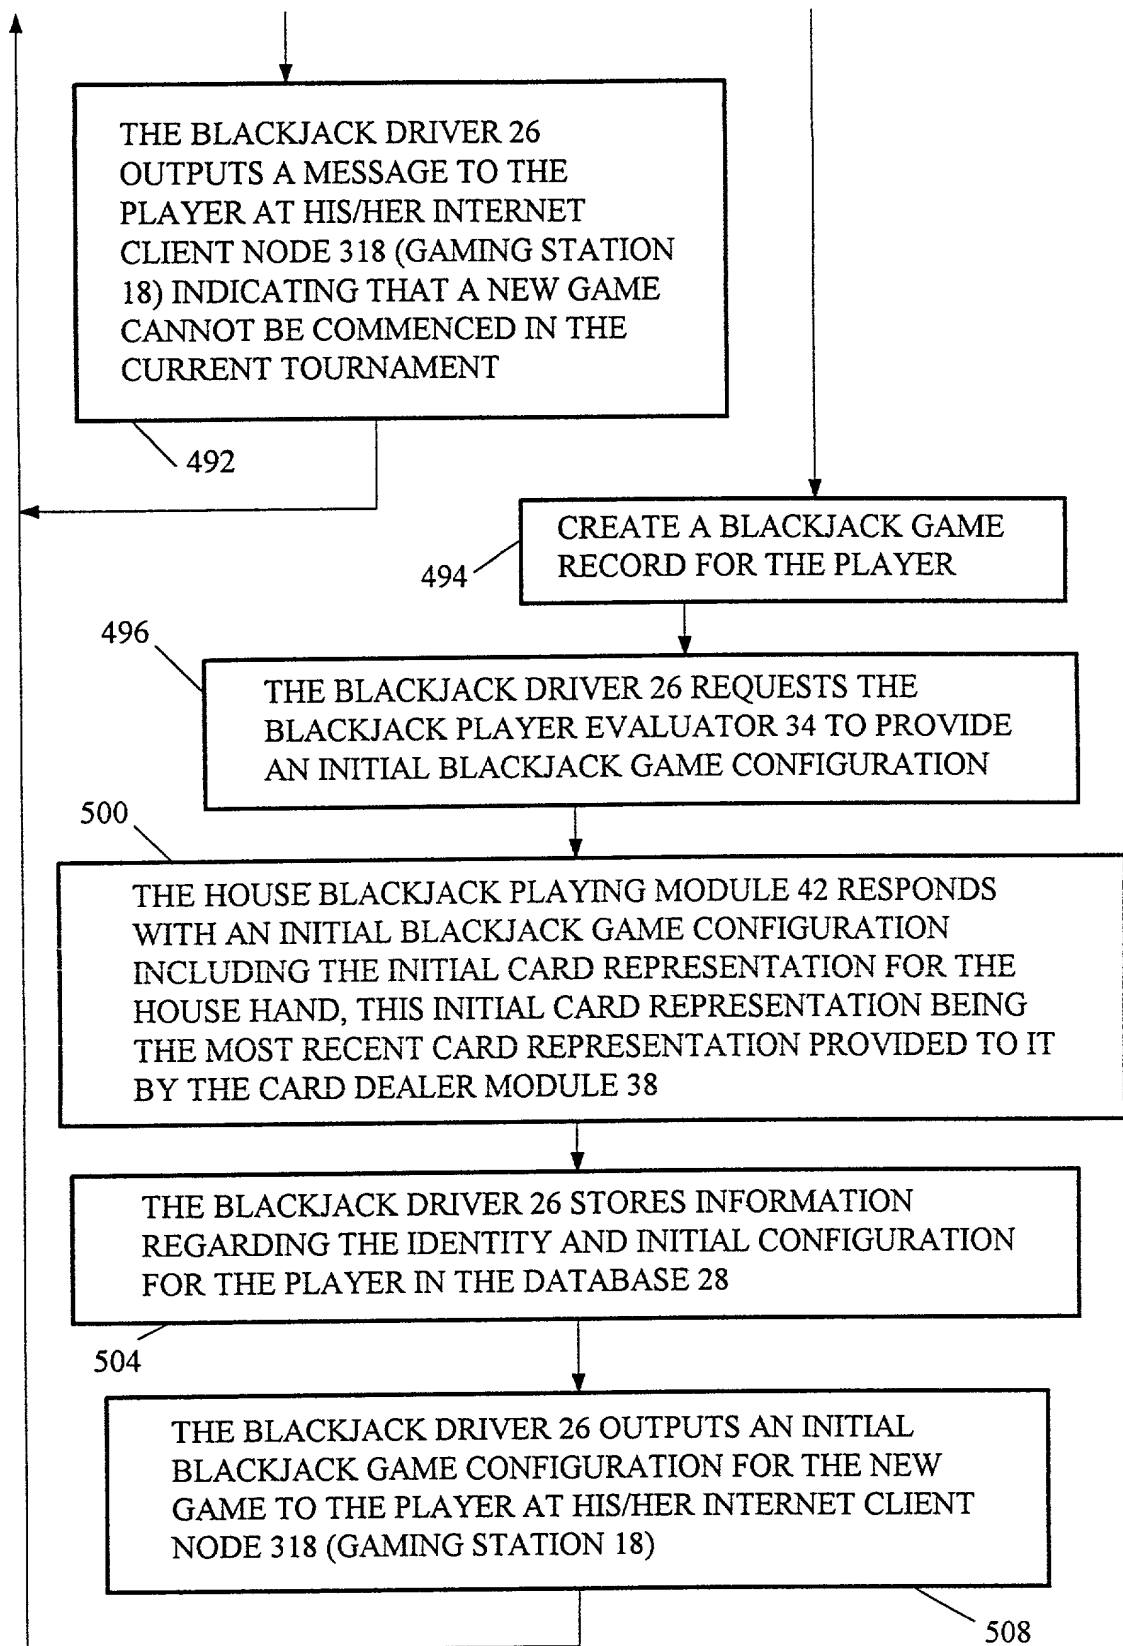 THE BLACKJACK DRIVER 26
OUTPUTS A MESSAGE TO THE
PLAYER AT HIS/HER INTERNET
CLIENT NODE 318 (GAMING STATION
18) INDICATING THAT A NEW GAME
CANNOT BE COMMENCED IN THE
CURRENT TOURNAMENT
492
CREATE A BLACKJACK GAME
RECORD FOR THE PLAYER
494
496
THE BLACKJACK DRIVER 26 REQUESTS THE
BLACKJACK PLAYER EVALUATOR 34 TO PROVIDE
AN INITIAL BLACKJACK GAME CONFIGURATION
500
THE HOUSE BLACKJACK PLAYING MODULE 42 RESPONDS
WITH AN INITIAL BLACKJACK GAME CONFIGURATION
INCLUDING THE INITIAL CARD REPRESENTATION FOR THE
HOUSE HAND, THIS INITIAL CARD REPRESENTATION BEING
THE MOST RECENT CARD REPRESENTATION PROVIDED TO IT
BY THE CARD DEALER MODULE 38
THE BLACKJACK DRIVER 26 STORES INFORMATION
REGARDING THE IDENTITY AND INITIAL CONFIGURATION
FOR THE PLAYER IN THE DATABASE 28
504
THE BLACKJACK DRIVER 26 OUTPUTS AN INITIAL
BLACKJACK GAME CONFIGURATION FOR THE NEW
GAME TO THE PLAYER AT HIS/HER INTERNET CLIENT
NODE 318 (GAMING STATION 18)
508